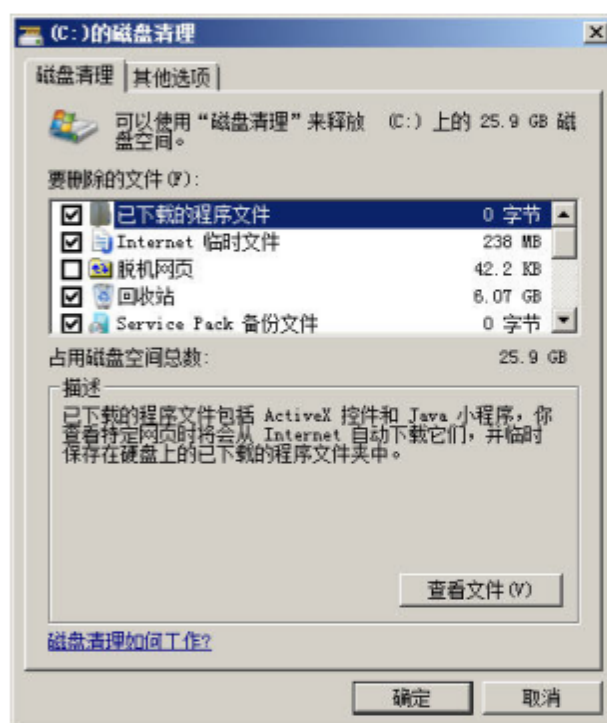 (C:)的磁盘清理
磁盘清理
其他选项
可以使用“磁盘清理”来释放 (C:) 上的 25.9 GB 磁
盘空间。
要删除的文件(F):
已下载的程序文件 0 字节
Internet 临时文件 238 MB
脱机网页 42.2 KB
回收站 6.07 GB
Service Pack 备份文件 0 字节
占用磁盘空间总数: 25.9 GB
描述
已下载的程序文件包括 ActiveX 控件和 Java 小程序，你
查看特定网页时将会从 Internet 自动下载它们，并临时
保存在硬盘上的已下载的程序文件夹中。
查看文件(V)
磁盘清理如何工作?
确定
取消